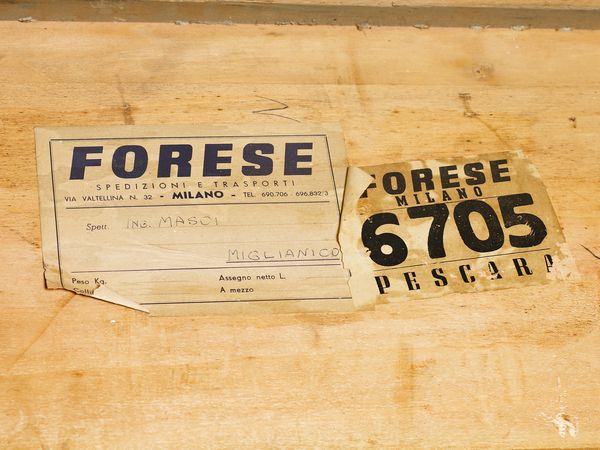 FORESE
SPEDIZIONI E TRASPORTI
VIA VALTELLINA N. 32 - MILANO - TEL. 690.706 - 696.832/3
Spett. ING. MASCI
MIGLIANICO
Peso Kg. Assegno netto L.
A mezzo
FORESE
MILANO
6705
PESCARA